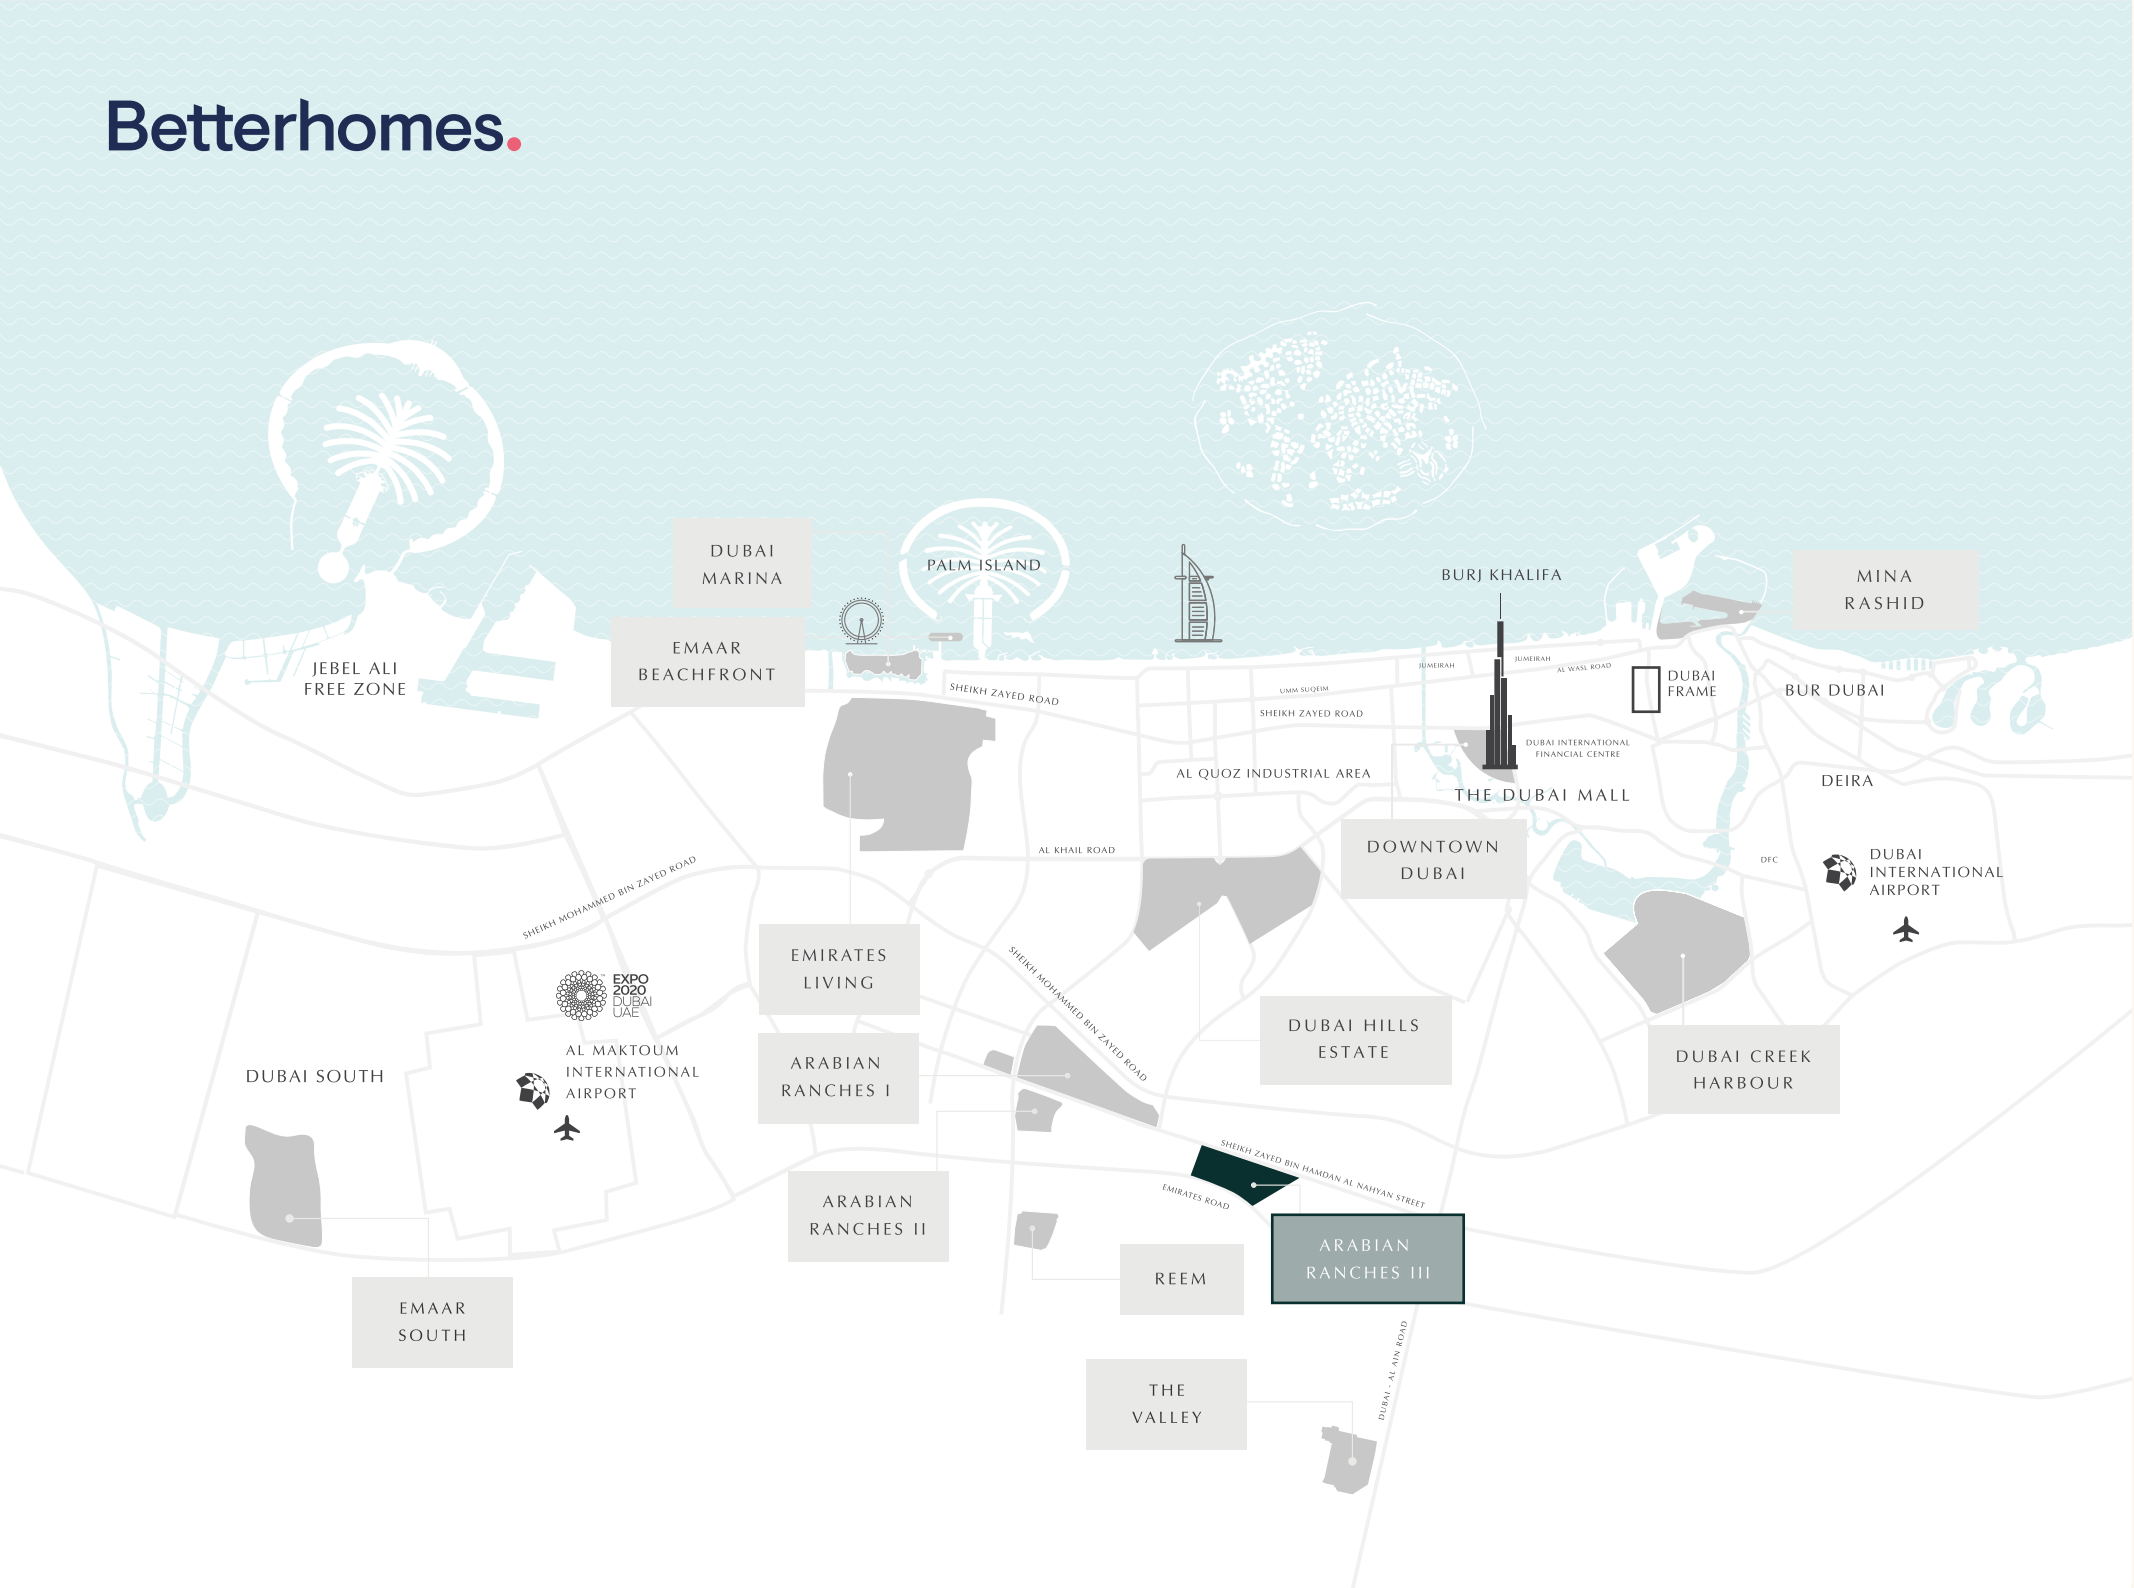 Betterhomes.
DUBAI
MARINA
PALM ISLAND
BURJ KHALIFA
MINA
RASHID
EMAAR
BEACHFRONT
JEBEL ALI
FREE ZONE
SHEIKH ZAYED ROAD
UMM SUQEIM
SHEIKH ZAYED ROAD
JUMEIRAH
JUMEIRAH
AL WASL ROAD
DUBAI
FRAME
BUR DUBAI
DUBAI INTERNATIONAL
FINANCIAL CENTRE
AL QUOZ INDUSTRIAL AREA
THE DUBAI MALL
DEIRA
DOWNTOWN
DUBAI
AL KHAIL ROAD
DFC
DUBAI
INTERNATIONAL
AIRPORT
SHEIKH MOHAMMED BIN ZAYED ROAD
EMIRATES
LIVING
SHEIKH MOHAMMED BIN ZAYED ROAD
EXPO
2020
DUBAI
UAE
TM
DUBAI HILLS
ESTATE
DUBAI CREEK
HARBOUR
AL MAKTOUM
INTERNATIONAL
AIRPORT
DUBAI SOUTH
ARABIAN
RANCHES I
SHEIKH ZAYED BIN HAMDAN AL NAHYAN STREET
EMIRATES ROAD
ARABIAN
RANCHES II
ARABIAN
RANCHES III
REEM
EMAAR
SOUTH
DUBAI - AL AIN ROAD
THE
VALLEY